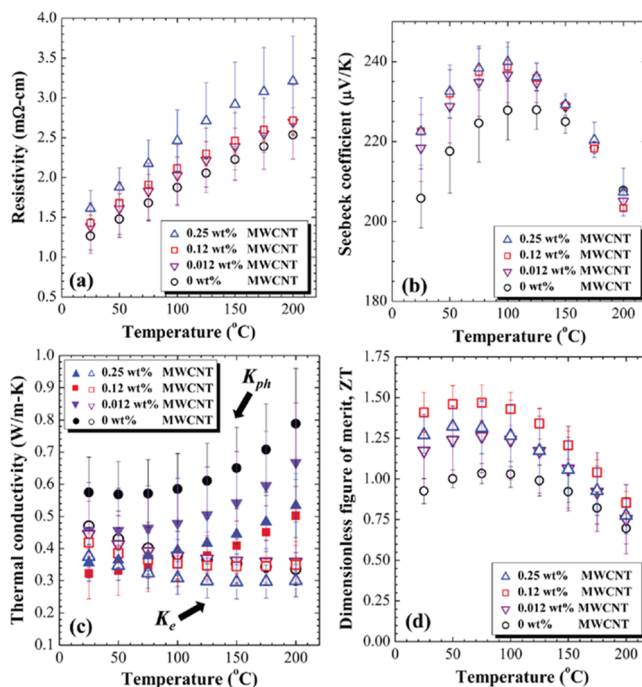 4.0
3.5
3.0
2.5
2.0
1.5
1.0
0.5
Resistivity (mΩ-cm)
(a)
0.25 wt% MWCNT
0.12 wt% MWCNT
0.012 wt% MWCNT
0 wt% MWCNT
0 50 100 150 200
Temperature (°C)
240
220
200
180
Seebeck coefficient (µV/K)
(b)
0.25 wt% MWCNT
0.12 wt% MWCNT
0.012 wt% MWCNT
0 wt% MWCNT
0 50 100 150 200
Temperature (°C)
1.0
0.9
0.8
0.7
0.6
0.5
0.4
0.3
0.2
0.1
Thermal conductivity (W/m-K)
0.25 wt% MWCNT
0.12 wt% MWCNT
0.012 wt% MWCNT
0 wt% MWCNT
Kph
Ke
(c)
0 50 100 150 200
Temperature (°C)
1.75
1.50
1.25
1.00
0.75
0.50
0.25
0.00
Dimensionless figure of merit, ZT
0.25 wt% MWCNT
0.12 wt% MWCNT
0.012 wt% MWCNT
0 wt% MWCNT
(d)
0 50 100 150 200
Temperature (°C)